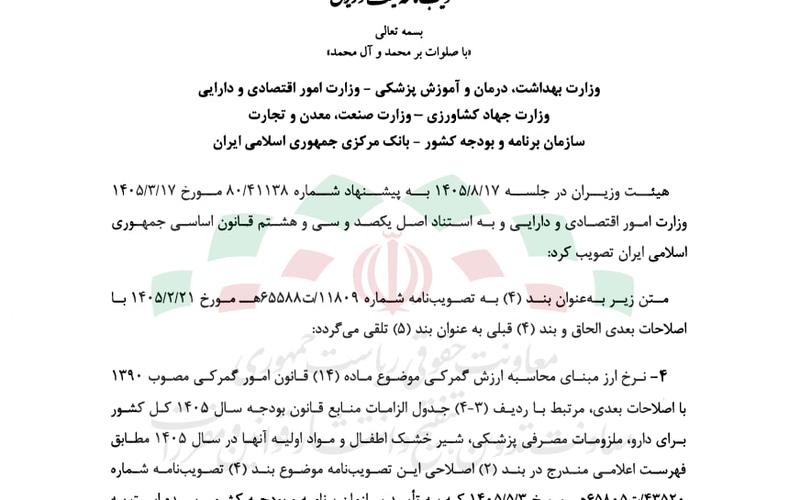 بسمه تعالی
«با صلوات بر محمد و آل محمد»
وزارت بهداشت، درمان و آموزش پزشکی – وزارت امور اقتصادی و دارایی
وزارت جهاد کشاورزی – وزارت صنعت، معدن و تجارت
سازمان برنامه و بودجه کشور – بانک مرکزی جمهوری اسلامی ایران
هیئت وزیران در جلسه ۱۴۰۵/۸/۱۷ به پیشنهاد شماره ۸۰/۴۱۱۳۸ مورخ ۱۴۰۵/۳/۱۷
وزارت امور اقتصادی و دارایی و به استناد اصل یکصد و سی و هشتم قانون اساسی جمهوری
اسلامی ایران تصویب کرد:
متن زیر به‌عنوان بند (۴) به تصویب‌نامه شماره ۱۱۸۰۹/ت۶۵۵۸۸هـ مورخ ۱۴۰۵/۲/۲۱ با
اصلاحات بعدی الحاق و بند (۴) قبلی به عنوان بند (۵) تلقی می‌گردد:
۴- نرخ ارز مبنای محاسبه ارزش گمرکی موضوع ماده (۱۴) قانون امور گمرکی مصوب ۱۳۹۰
با اصلاحات بعدی، مرتبط با ردیف (۳-۴) جدول الزامات منابع قانون بودجه سال ۱۴۰۵ کل کشور
برای دارو، ملزومات مصرفی پزشکی، شیر خشک اطفال و مواد اولیه آنها در سال ۱۴۰۵ مطابق
فهرست اعلامی مندرج در بند (۲) اصلاحی این تصویب‌نامه موضوع بند (۴) تصویب‌نامه شماره
معاونت حقوقی ریاست جمهوری